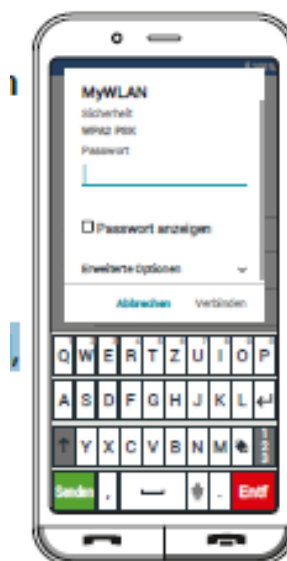 MyWLAN
Sicherheit
WPA2 PSK
Passwort
Passwort anzeigen
Erweiterte Optionen
Abbrechen Verbinden
Q W E R T Z U I O P
A S D F G H J K L
Y X C V B N M
Senden , . Entf